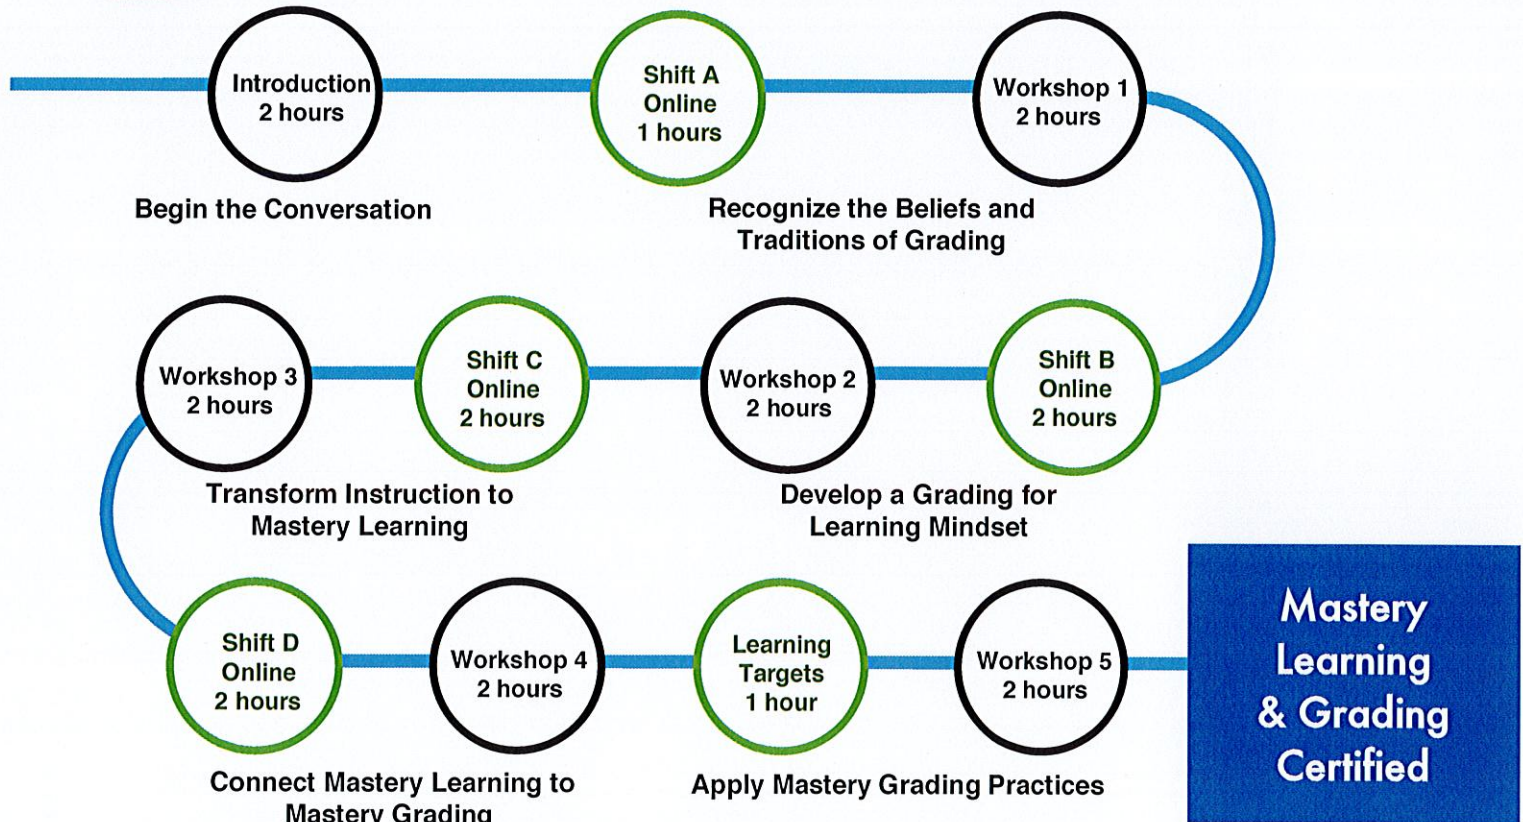 Introduction
2 hours
Shift A
Online
1 hours
Workshop 1
2 hours
Begin the Conversation
Recognize the Beliefs and
Traditions of Grading
Shift B
Online
2 hours
Workshop 2
2 hours
Shift C
Online
2 hours
Workshop 3
2 hours
Develop a Grading for
Learning Mindset
Transform Instruction to
Mastery Learning
Shift D
Online
2 hours
Workshop 4
2 hours
Learning
Targets
1 hour
Workshop 5
2 hours
Connect Mastery Learning to
Mastery Grading
Apply Mastery Grading Practices
Mastery
Learning
& Grading
Certified